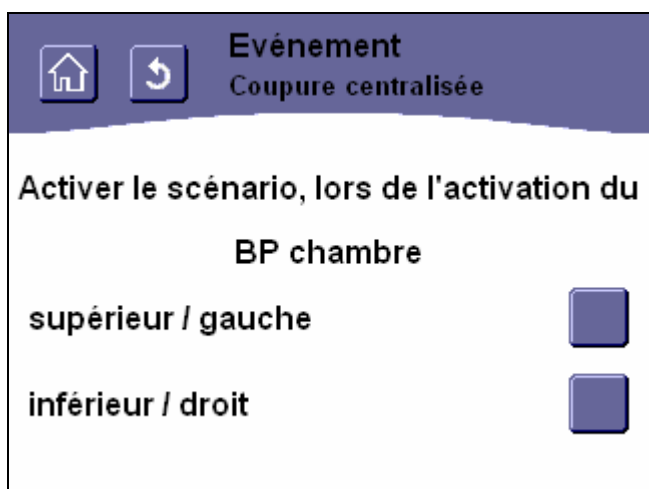 Evénement
Coupure centralisée
Activer le scénario, lors de l'activation du
BP chambre
supérieur / gauche
inférieur / droit